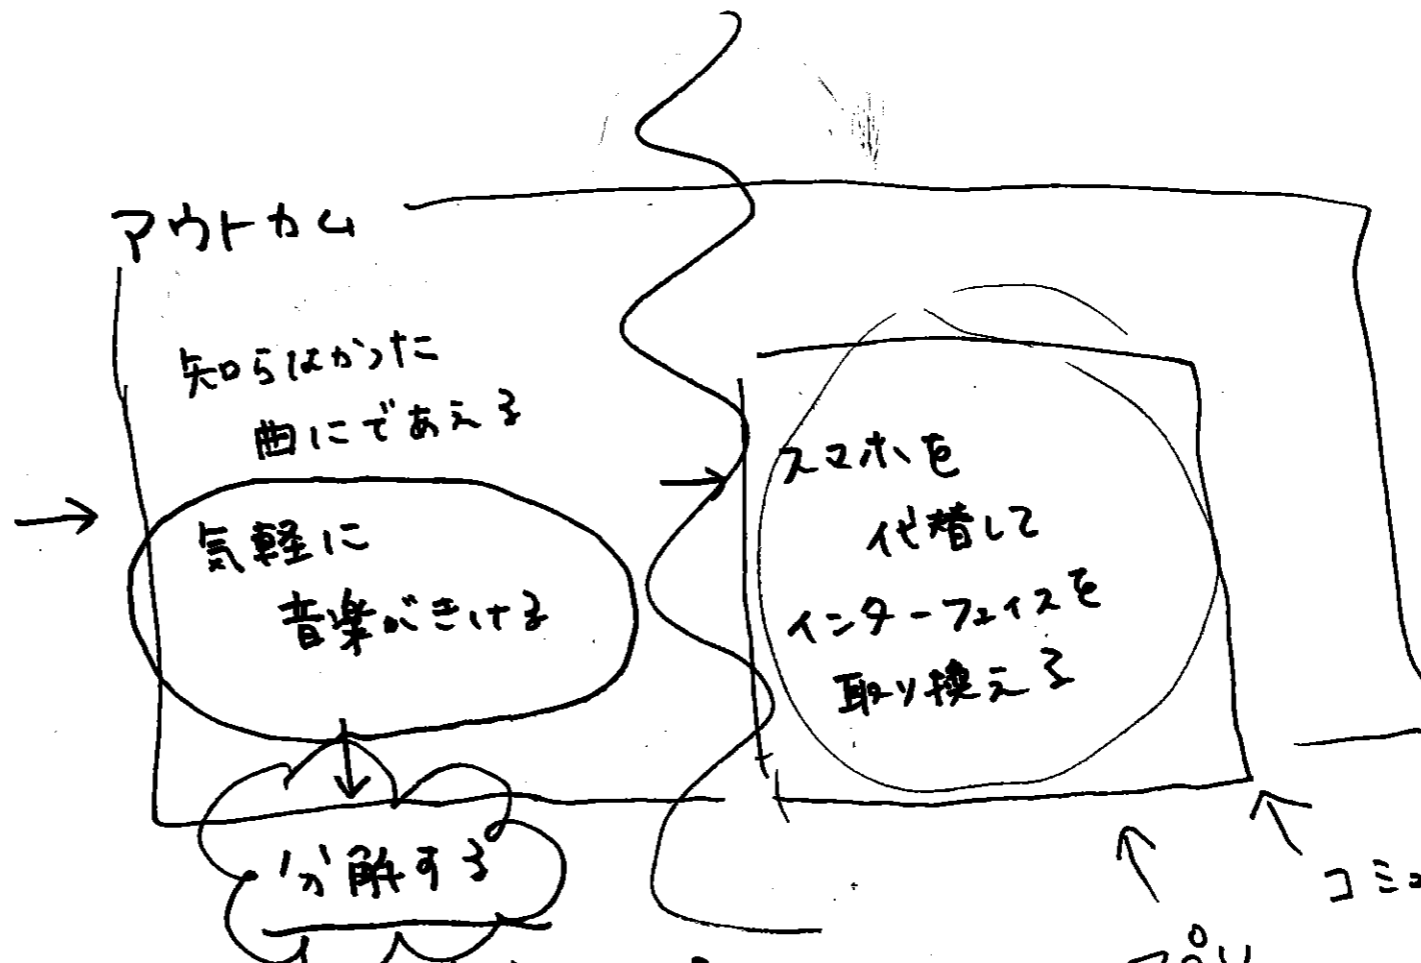 アウトカム
知らなかった
曲にであえる
気軽に
音楽がきける
分解する
スマホを
代替して
インターフェイスを
取り換える